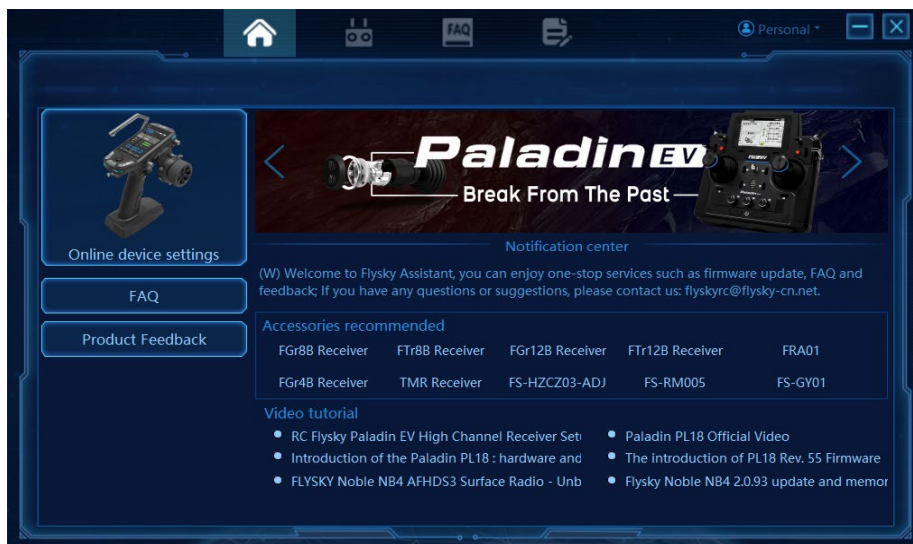 FAQ
Personal
Paladin EV
Break From The Past
Online device settings
FAQ
Product Feedback
Notification center
(W) Welcome to Flysky Assistant, you can enjoy one-stop services such as firmware update, FAQ and
feedback; If you have any questions or suggestions, please contact us: flyskyrc@flysky-cn.net.
Accessories recommended
FGr8B Receiver FTr8B Receiver FGr12B Receiver FTr12B Receiver FRA01
FGr4B Receiver TMR Receiver FS-HZCZ03-ADJ FS-RM005 FS-GY01
Video tutorial
RC Flysky Paladin EV High Channel Receiver Setu
Paladin PL18 Official Video
Introduction of the Paladin PL18 : hardware and
The introduction of PL18 Rev. 55 Firmware
FLYSKY Noble NB4 AFHDS3 Surface Radio - Unb
Flysky Noble NB4 2.0.93 update and memor